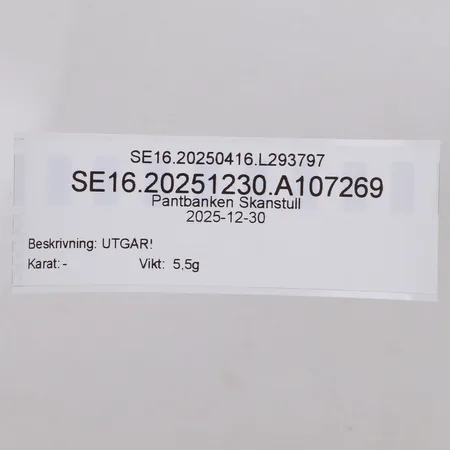 SE16.20250416.L293797
SE16.20251230.A107269
Pantbanken Skanstull
2025-12-30
Beskrivning: UTGAR!
Karat: - Vikt: 5,5g